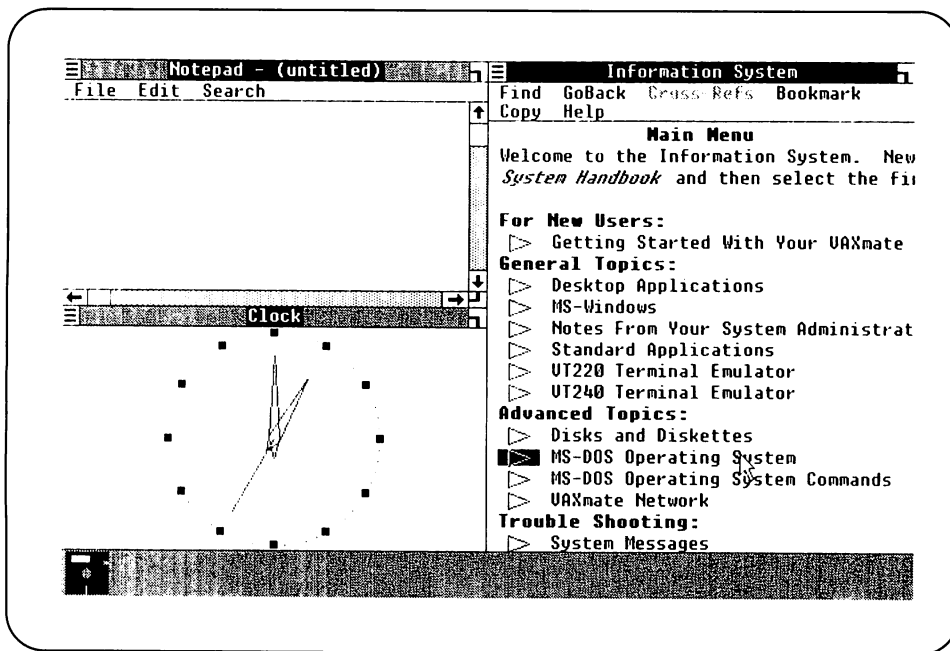 Notepad - (untitled)
File Edit Search
Clock
Information System
Find GoBack Cross-Refs Bookmark
Copy Help
Main Menu
Welcome to the Information System. New
System Handbook and then select the fi
For New Users:
Getting Started With Your VAXmate
General Topics:
Desktop Applications
MS-Windows
Notes From Your System Administrat
Standard Applications
VT220 Terminal Emulator
VT240 Terminal Emulator
Advanced Topics:
Disks and Diskettes
MS-DOS Operating System
MS-DOS Operating System Commands
VAXmate Network
Trouble Shooting:
System Messages